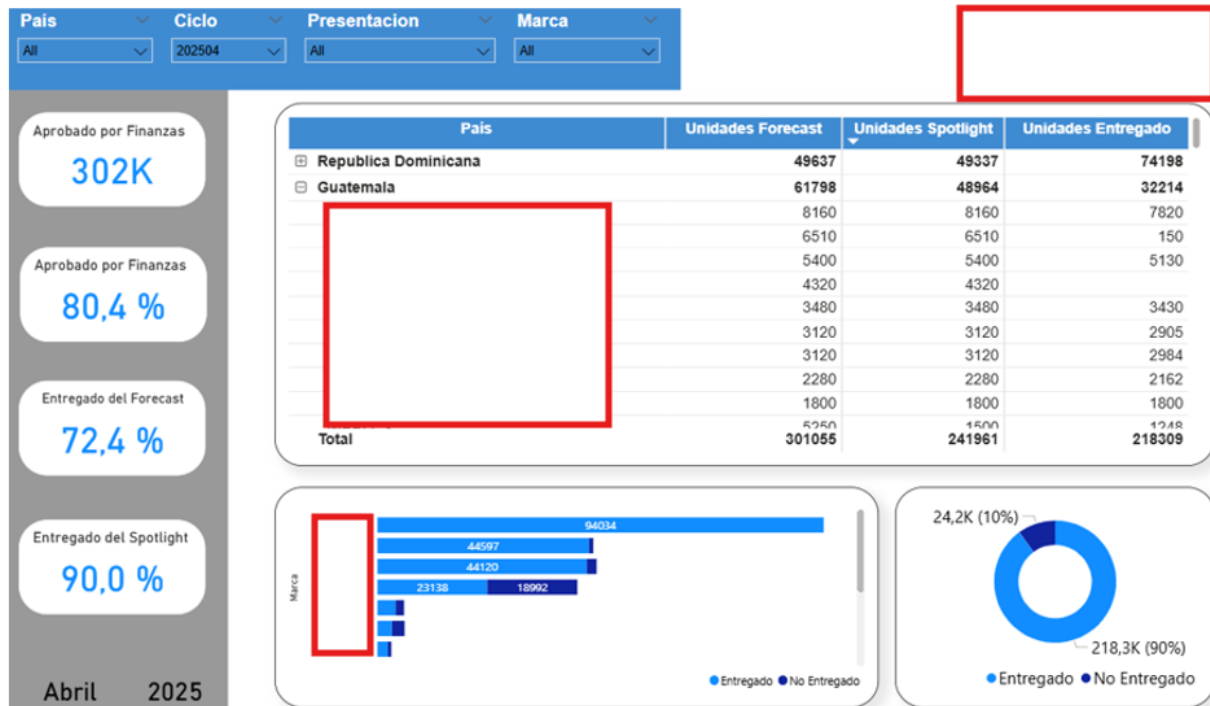 País Ciclo Presentacion Marca
All 202504 All All
Aprobado por Finanzas
302K
Aprobado por Finanzas
80,4 %
Entregado del Forecast
72,4 %
Entregado del Spotlight
90,0 %
Abril 2025
País Unidades Forecast Unidades Spotlight Unidades Entregado
Republica Dominicana 49637 49337 74198
Guatemala 61798 48964 32214
8160 8160 7820
6510 6510 150
5400 5400 5130
4320 4320
3480 3480 3430
3120 3120 2905
3120 3120 2984
2280 2280 2162
1800 1800 1800
5250 1500 1248
Total 301055 241961 218309
Marca
94034
44597
44120
23138 18992
Entregado No Entregado
24,2K (10%)
218,3K (90%)
Entregado No Entregado